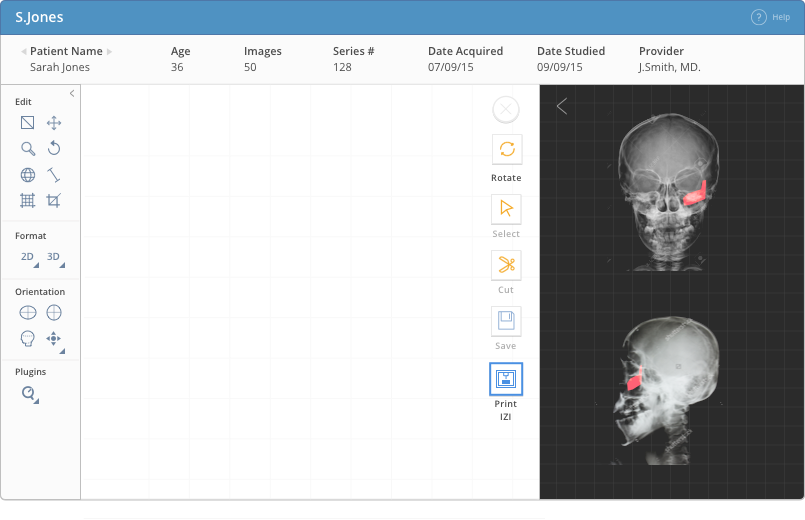 S.Jones
? Help
Patient Name Age Images Series # Date Acquired Date Studied Provider
Sarah Jones 36 50 128 07/09/15 09/09/15 J.Smith, MD.
Edit
Format
2D 3D
Orientation
Plugins
Rotate
Select
Cut
Save
Print
IZI